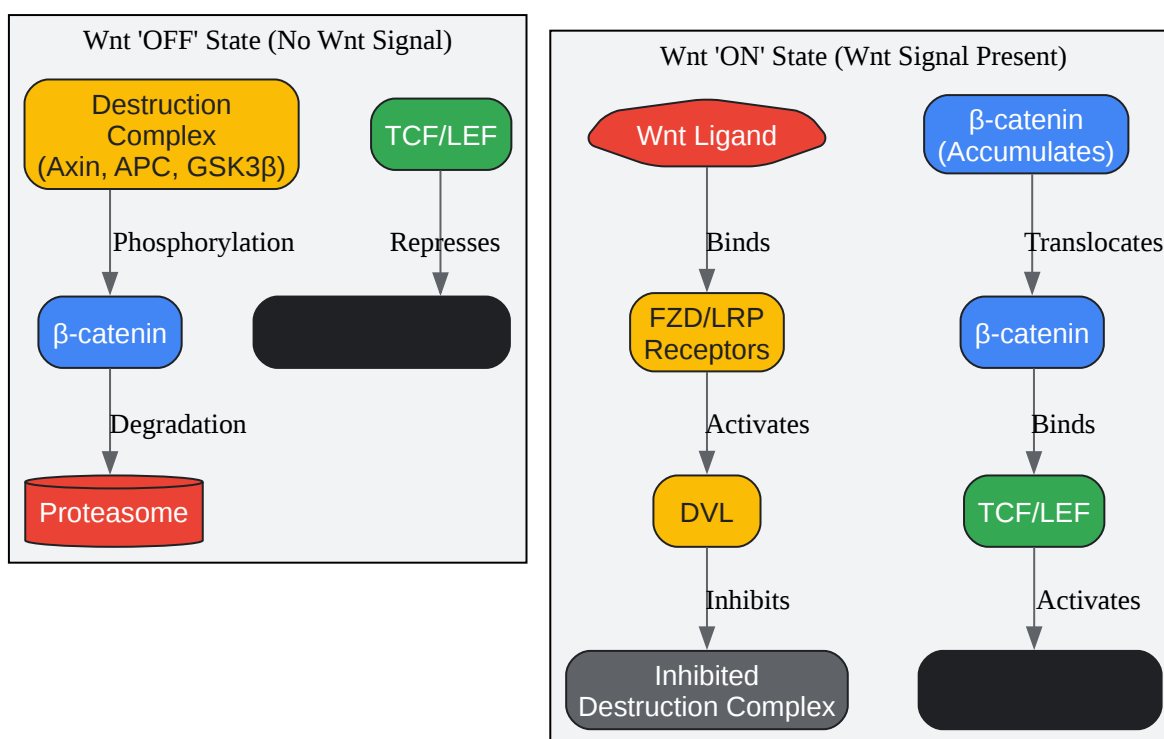 Wnt 'OFF' State (No Wnt Signal)
Destruction
Complex
(Axin, APC, GSK3β)
TCF/LEF
Phosphorylation
Represses
β-catenin
Degradation
Proteasome
Wnt 'ON' State (Wnt Signal Present)
Wnt Ligand
β-catenin
(Accumulates)
Binds
Translocates
FZD/LRP
Receptors
β-catenin
Activates
Binds
DVL
TCF/LEF
Inhibits
Activates
Inhibited
Destruction Complex